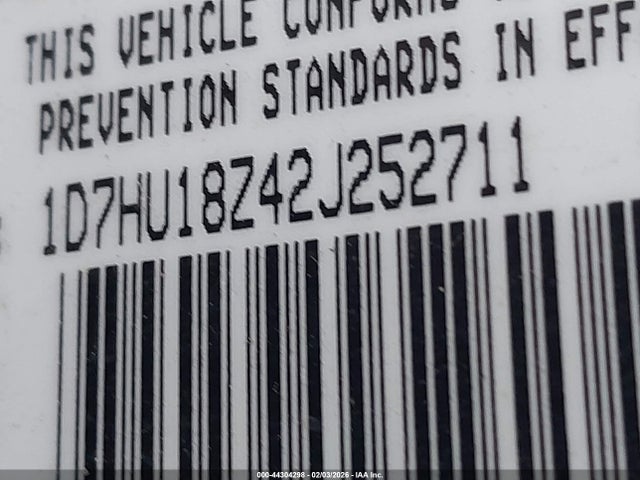 THIS VEHICLE CONFORMS
PREVENTION STANDARDS IN EFF
1D7HU18Z42J252711
000-44304298 - 02/03/2026 - IAA Inc.